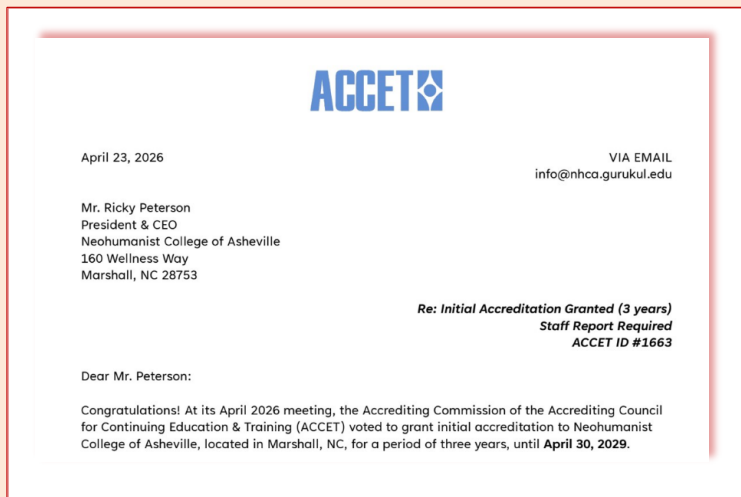 ACCET
April 23, 2026
VIA EMAIL
info@nhca.gurukul.edu
Mr. Ricky Peterson
President & CEO
Neohumanist College of Asheville
160 Wellness Way
Marshall, NC 28753
Re: Initial Accreditation Granted (3 years)
Staff Report Required
ACCET ID #1663
Dear Mr. Peterson:
Congratulations! At its April 2026 meeting, the Accrediting Commission of the Accrediting Council
for Continuing Education & Training (ACCET) voted to grant initial accreditation to Neohumanist
College of Asheville, located in Marshall, NC, for a period of three years, until April 30, 2029.